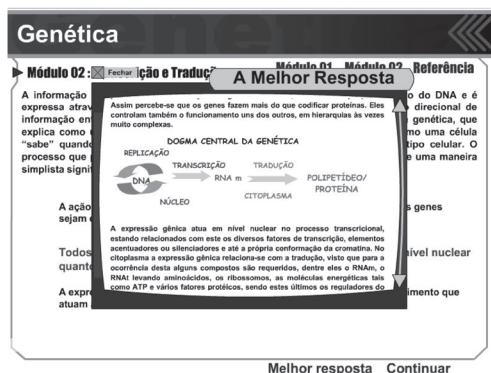 Genética
Módulo 01 Módulo 03 Referência
Módulo 02 : Fechar ção e Traduç
A Melhor Resposta
A informação
expressa atrav
informação en
explica como
"sabe" quando
processo que
simplista signi
o do DNA e é
direcional de
genética, que
mo uma célula
tipo celular. O
e uma maneira
Assim percebe-se que os genes fazem mais do que codificar proteínas. Eles
controlam também o funcionamento uns dos outros, em hierarquias às vezes
muito complexas.
DOGMA CENTRAL DA GENÉTICA
REPLICAÇÃO
TRANSCRIÇÃO TRADUÇÃO
DNA RNA m POLIPETÍDEO/
PROTEÍNA
NÚCLEO CITOPLASMA
A expressão gênica atua em nível nuclear no processo transcricional,
estando relacionados com este os diversos fatores de transcrição, elementos
acentuadores ou silenciadores e até a própria conformação da cromatina. No
citoplasma a expressão gênica relaciona-se com a tradução, visto que para a
ocorrência desta alguns compostos são requeridos, dentre eles o RNAm, o
RNAt levando aminoácidos, os ribossomos, as moléculas energéticas tais
como ATP e vários fatores protéicos, sendo estes últimos os reguladores do
A ação
sejam
s genes
Todos
quant
nível nuclear
A expre
atuam
imento que
Melhor resposta Continuar